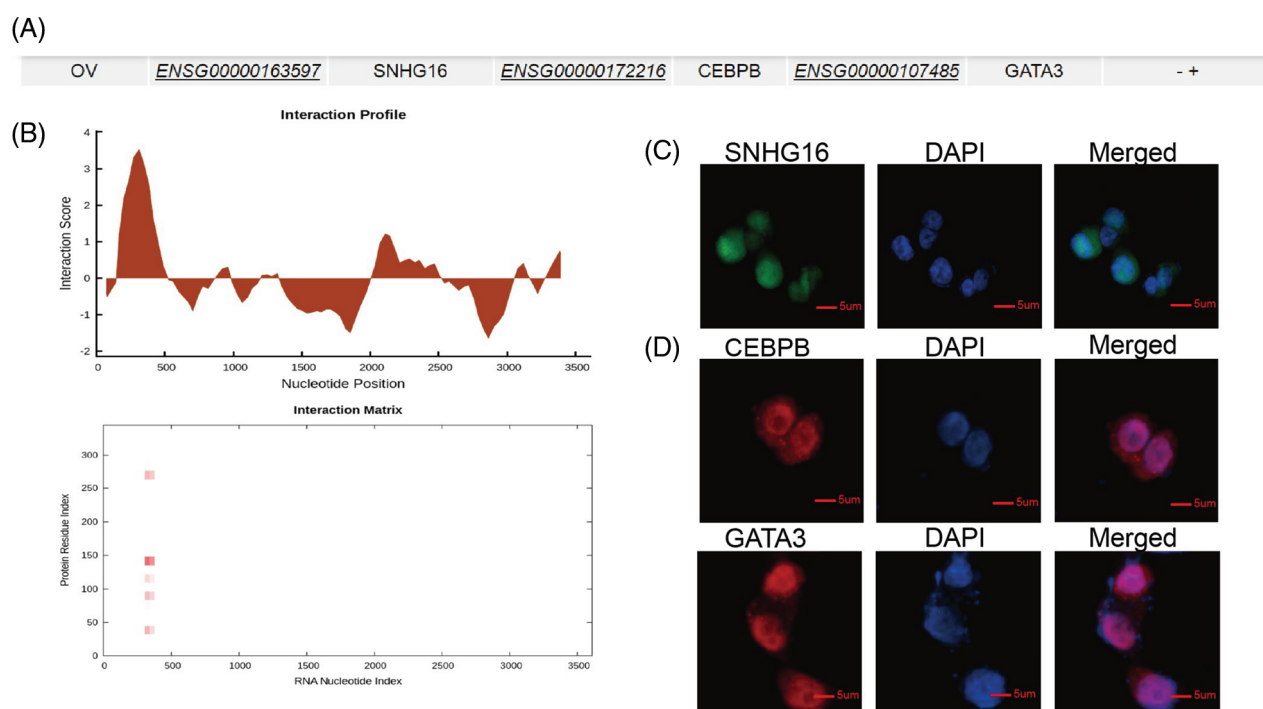 (A)
OV ENSG00000163597 SNHG16 ENSG00000172216 CEBPB ENSG00000107485 GATA3 - +
(B)
Interaction Profile
Interaction Score
4
3
2
1
0
-1
-2
0 500 1000 1500 2000 2500 3000 3500
Nucleotide Position
Interaction Matrix
Protein Residue Index
300
250
200
150
100
50
0
0 500 1000 1500 2000 2500 3000 3500
RNA Nucleotide Index
(C)
SNHG16 DAPI Merged
5um 5um 5um
(D)
CEBPB DAPI Merged
5um 5um 5um
GATA3 DAPI Merged
5um 5um 5um